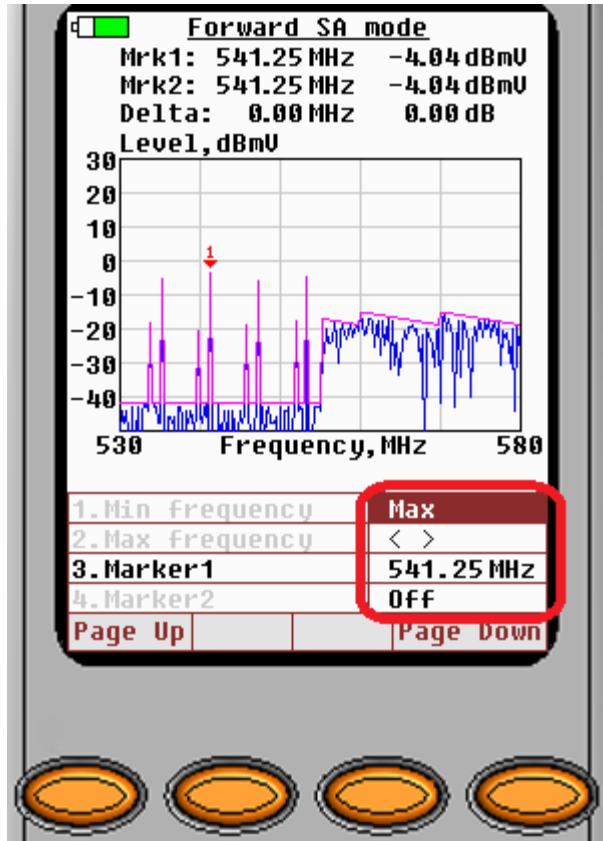 Forward SA mode
Mrk1: 541.25 MHz -4.04 dBmV
Mrk2: 541.25 MHz -4.04 dBmV
Delta: 0.00 MHz 0.00 dB
Level, dBmV
30
20
10
0
1
-10
-20
-30
-40
530 Frequency, MHz 580
1.Min frequency Max
2.Max frequency < >
3.Marker1 541.25 MHz
4.Marker2 Off
Page Up Page Down